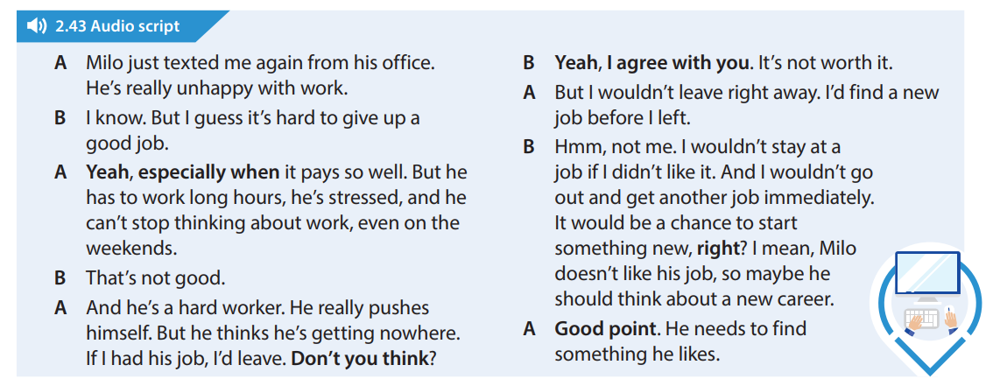 2.43 Audio script
A Milo just texted me again from his office.
He’s really unhappy with work.
B I know. But I guess it’s hard to give up a
good job.
A Yeah, especially when it pays so well. But he
has to work long hours, he’s stressed, and he
can’t stop thinking about work, even on the
weekends.
B That’s not good.
A And he’s a hard worker. He really pushes
himself. But he thinks he’s getting nowhere.
If I had his job, I’d leave. Don’t you think?
B Yeah, I agree with you. It’s not worth it.
A But I wouldn’t leave right away. I’d find a new
job before I left.
B Hmm, not me. I wouldn’t stay at a
job if I didn’t like it. And I wouldn’t go
out and get another job immediately.
It would be a chance to start
something new, right? I mean, Milo
doesn’t like his job, so maybe he
should think about a new career.
A Good point. He needs to find
something he likes.